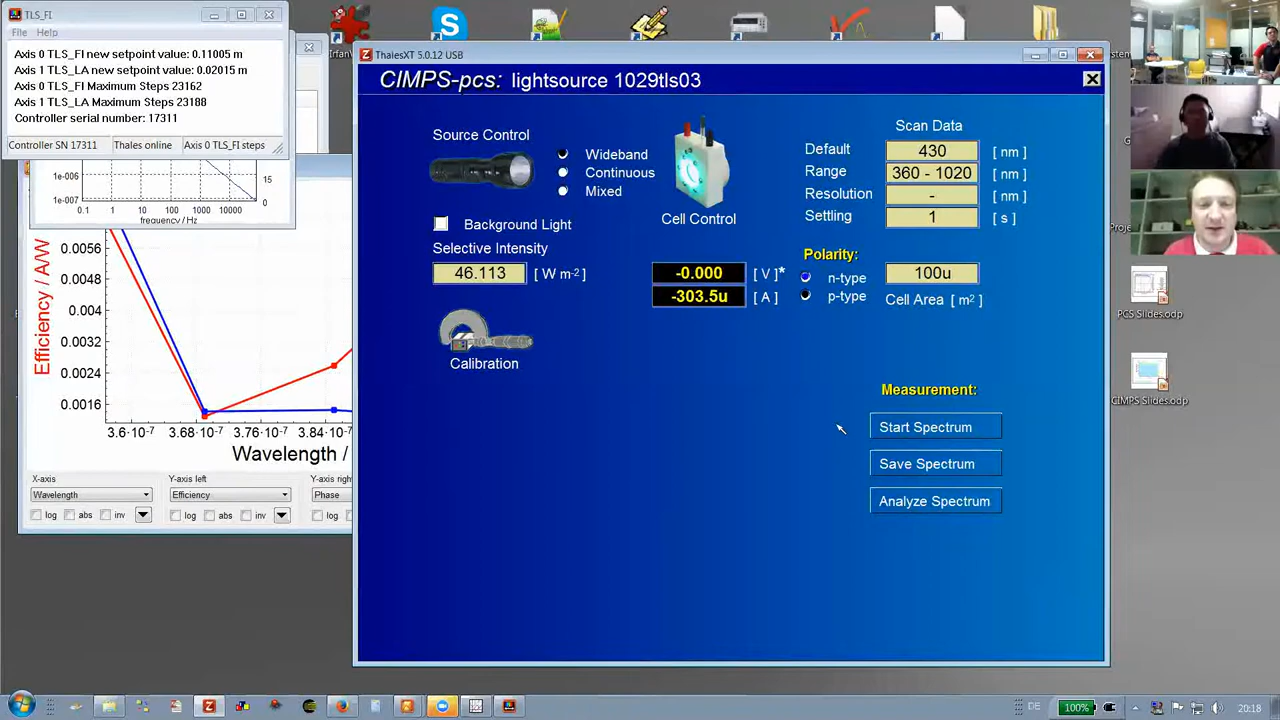 TLS_FI
File Help
Axis 0 TLS_FI new setpoint value: 0.11005 m
Axis 1 TLS_LA new setpoint value: 0.02015 m
Axis 0 TLS_FI Maximum Steps 23162
Axis 1 TLS_LA Maximum Steps 23188
Controller serial number: 17311
Controller SN 17311 Thales online Axis 0 TLS_FI steps
1e-006
1e-007
15
0
0.1 1 10 100 1000 10000
frequency / Hz
0.0056
0.0048
0.004
0.0032
0.0024
0.0016
Efficiency / A/W
3.6·10-7 3.68·10-7 3.76·10-7 3.84·10-7
Wavelength /
X-axis Y-axis left Y-axis right
Wavelength Efficiency Phase
log abs inv log abs inv log
ThalesXT 5.0.12 USB
CIMPS-pcs: lightsource 1029tls03
Source Control
Wideband
Continuous
Mixed
Background Light
Selective Intensity
46.113 [ W m-2 ]
Calibration
Cell Control
-0.000 [ V ]*
-303.5u [ A ]
Scan Data
Default 430 [ nm ]
Range 360 - 1020 [ nm ]
Resolution - [ nm ]
Settling 1 [ s ]
Polarity:
n-type 100u
p-type Cell Area [ m2 ]
Measurement:
Start Spectrum
Save Spectrum
Analyze Spectrum
PCS Slides.odp
CIMPS Slides.odp
DE 100% 20:18